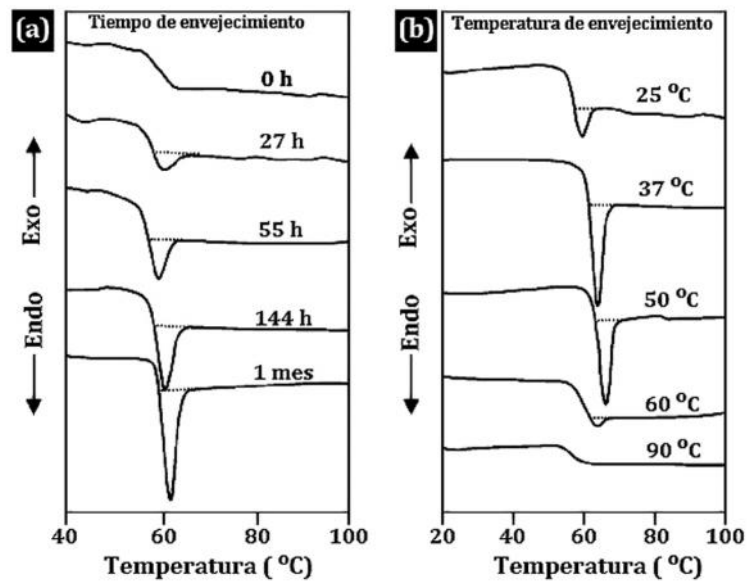 (a)
Tiempo de envejecimiento
0 h
27 h
55 h
144 h
1 mes
Exo
Endo
40 60 80 100
Temperatura ( °C)
(b)
Temperatura de envejecimiento
25 °C
37 °C
50 °C
60 °C
90 °C
Exo
Endo
20 40 60 80 100
Temperatura ( °C)